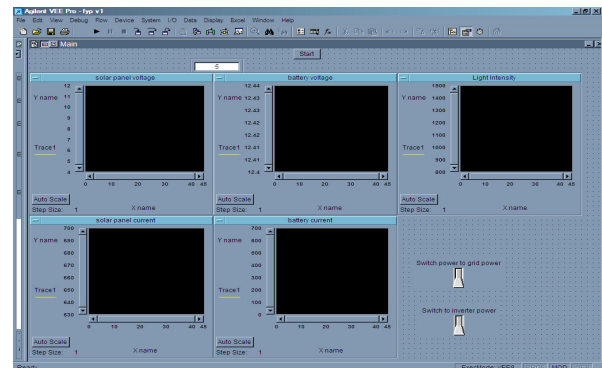 Agilent VEE Pro - fyp v1
File Edit View Debug Flow Device System I/O Data Display Excel Window Help
Main
Start
5
solar panel voltage
battery voltage
Light Intensity
12
11
10
9
8
7
6
5
4
Y name
Trace1
0 10 20 30 40 45
Auto Scale
Step Size: 1
X name
12.44
12.43
12.43
12.42
12.42
12.41
12.41
12.4
Y name
Trace1
0 10 20 30 40 45
Auto Scale
Step Size: 1
X name
1500
1400
1300
1200
1100
1000
900
800
Y name
Trace1
0 10 20 30 40 45
Auto Scale
Step Size: 1
X name
solar panel current
battery current
700
690
680
670
660
650
640
630
Y name
Trace1
0 10 20 30 40 45
Auto Scale
Step Size: 1
X name
700
600
500
400
300
200
100
0
Y name
Trace1
0 10 20 30 40 45
Auto Scale
Step Size: 1
X name
Switch power to grid power
Switch to inverter power
Ready
ExecMode: VEE6
MOD